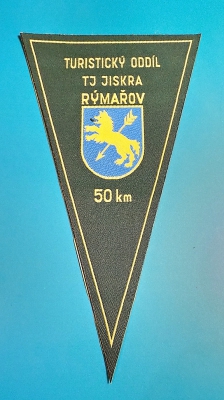 TURISTICKÝ ODDÍL
TJ JISKRA
RÝMAŘOV
50 km